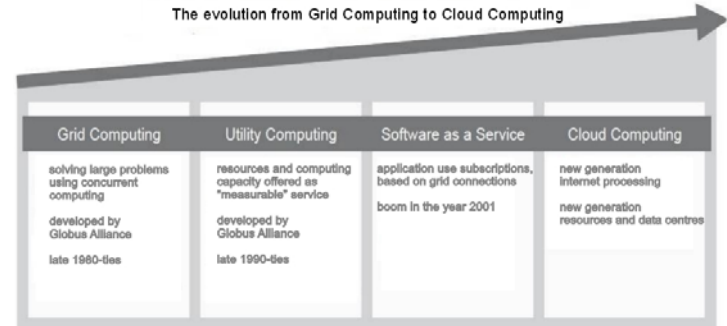 The evolution from Grid Computing to Cloud Computing
Grid Computing
solving large problems
using concurrent
computing
developed by
Globus Alliance
late 1980-ties
Utility Computing
resources and computing
capacity offered as
"measurable" service
developed by
Globus Alliance
late 1990-ties
Software as a Service
application use subscriptions,
based on grid connections
boom in the year 2001
Cloud Computing
new generation
internet processing
new generation
resources and data centres